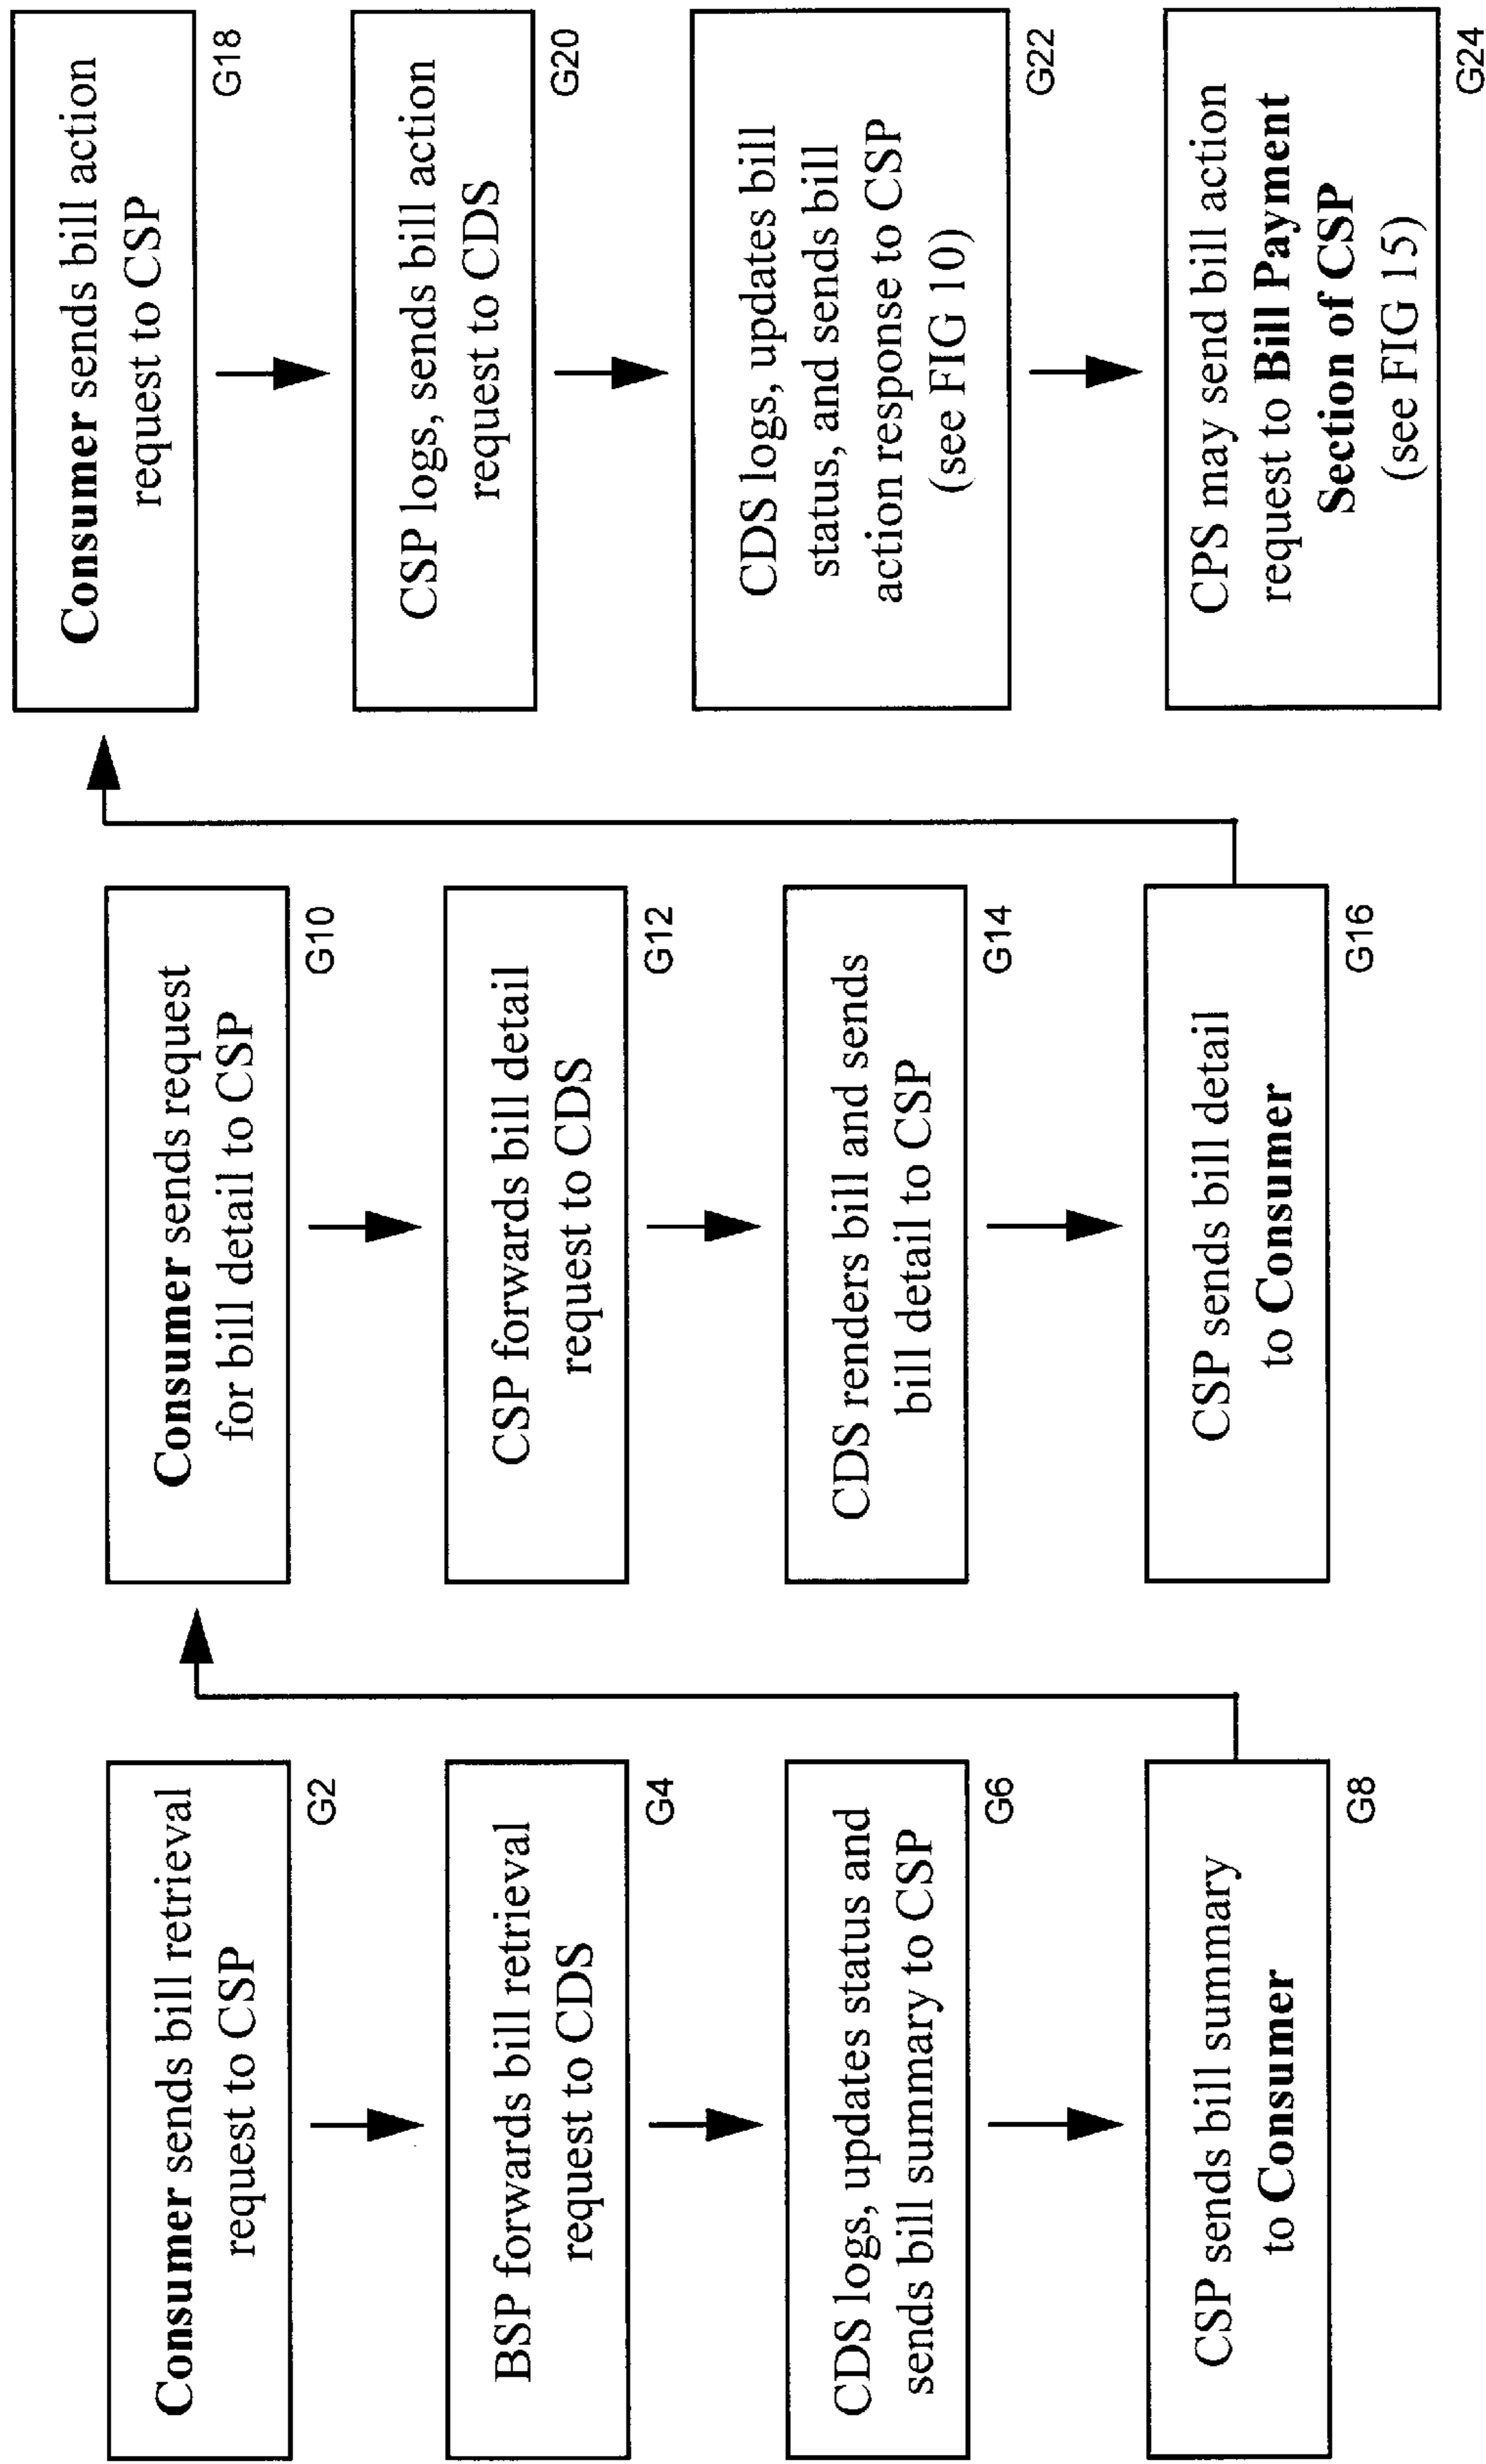 Consumer sends bill retrieval
request to CSP
G2
BSP forwards bill retrieval
request to CDS
G4
CDS logs, updates status and
sends bill summary to CSP
G6
CSP sends bill summary
to Consumer
G8
Consumer sends request
for bill detail to CSP
G10
CSP forwards bill detail
request to CDS
G12
CDS renders bill and sends
bill detail to CSP
G14
CSP sends bill detail
to Consumer
G16
Consumer sends bill action
request to CSP
G18
CSP logs, sends bill action
request to CDS
G20
CDS logs, updates bill
status, and sends bill
action response to CSP
(see FIG 10)
G22
CPS may send bill action
request to Bill Payment
Section of CSP
(see FIG 15)
G24